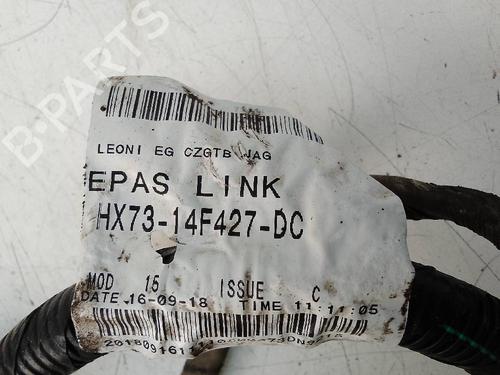 B-PARTS
LEONI EG CZGTB JAG
EPAS LINK
HX73-14F427-DC
MOD 15 ISSUE C
DATE 16-09-18 TIME 11:11:05